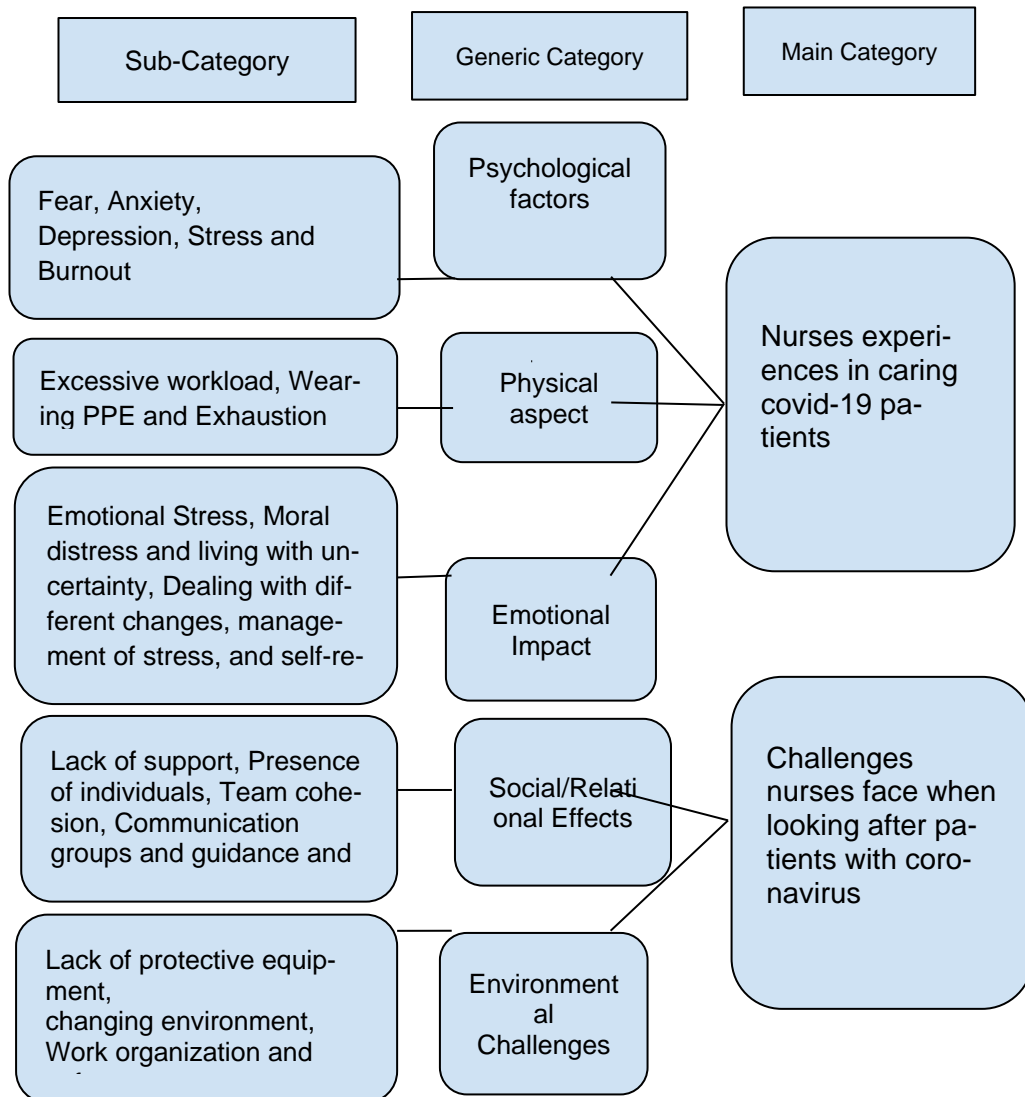 Sub-Category
Generic Category
Main Category
Psychological
factors
Fear, Anxiety,
Depression, Stress and
Burnout
Nurses experi-
ences in caring
covid-19 pa-
tients
Excessive workload, Wear-
ing PPE and Exhaustion
Physical
aspect
Emotional Stress, Moral
distress and living with un-
certainty, Dealing with dif-
ferent changes, manage-
ment of stress, and self-re-
Emotional
Impact
Lack of support, Presence
of individuals, Team cohe-
sion, Communication
groups and guidance and
Social/Relati
onal Effects
Challenges
nurses face when
looking after pa-
tients with coro-
navirus
Lack of protective equip-
ment,
changing environment,
Work organization and
Environment
al
Challenges